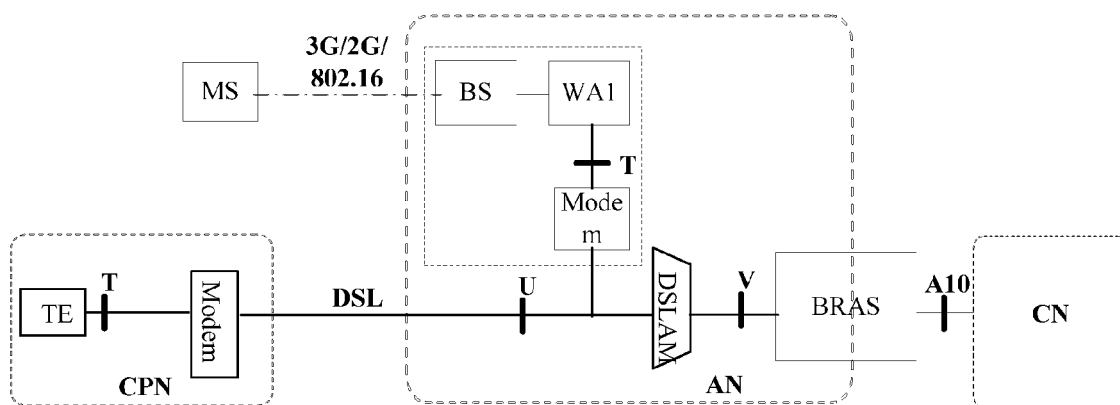 3G/2G/
802.16
MS
BS
WA1
T
Mode
m
T
TE
Modem
DSL
U
DSLAM
V
BRAS
A10
CN
CPN
AN